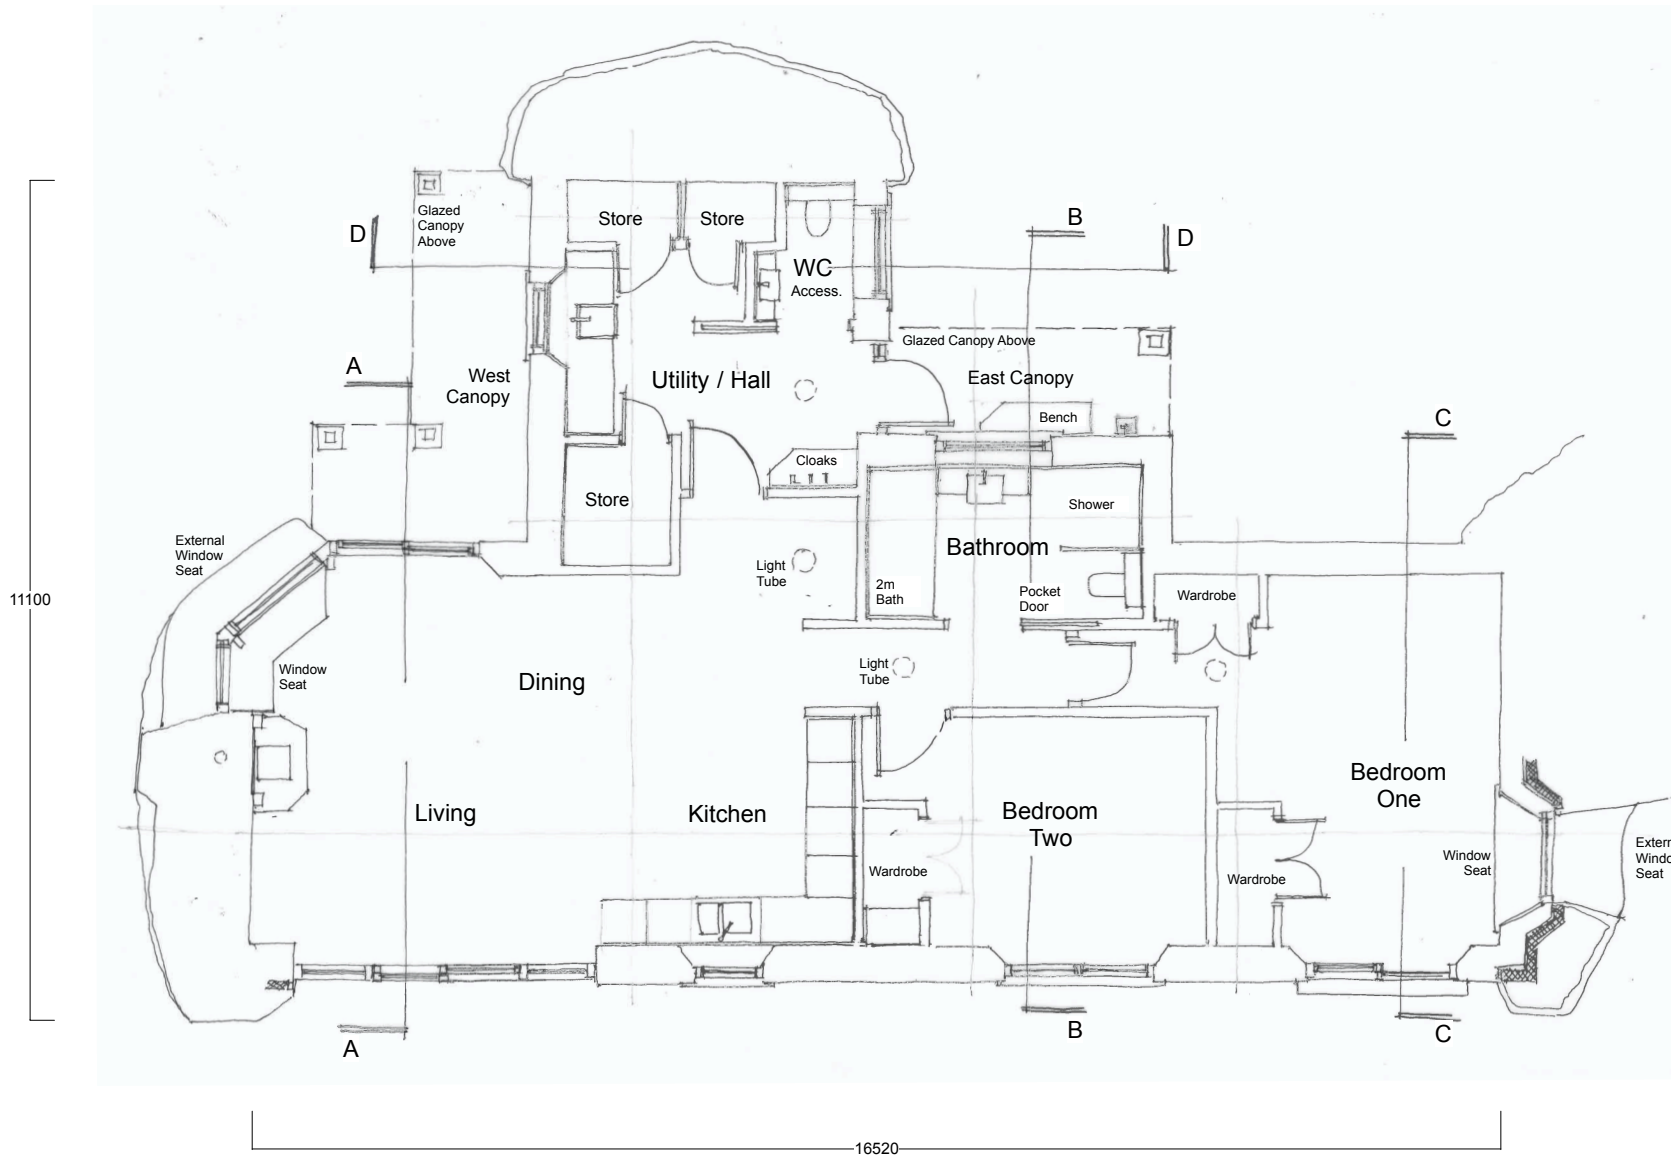 Store
Store
Glazed
Canopy
Above
B
D
D
WC
Access.
Glazed Canopy Above
A
West
Canopy
Utility / Hall
East Canopy
Bench
C
Cloaks
Store
Shower
External
Window
Seat
Bathroom
Light
Tube
2m
Bath
Pocket
Door
Wardrobe
11100
Window
Seat
Dining
Light
Tube
Living
Kitchen
Bedroom
Two
Bedroom
One
Wardrobe
Wardrobe
Window
Seat
Seat
A
B
C
16520